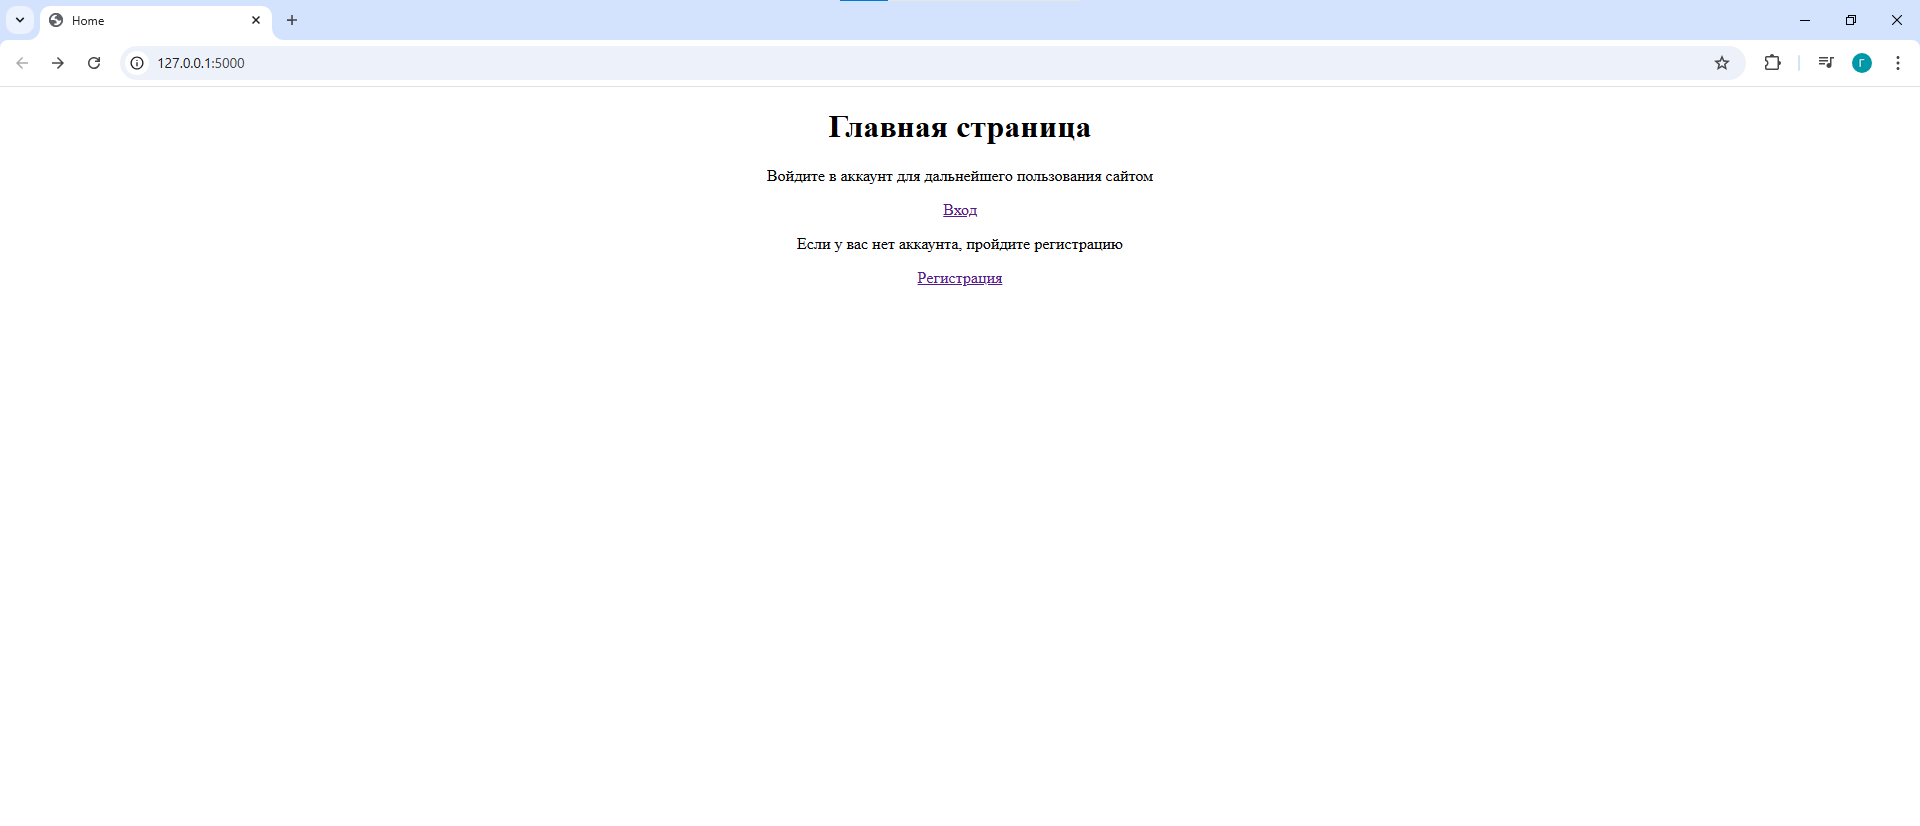 Home
127.0.0.1:5000
Г
Главная страница
Войдите в аккаунт для дальнейшего пользования сайтом
Вход
Если у вас нет аккаунта, пройдите регистрацию
Регистрация